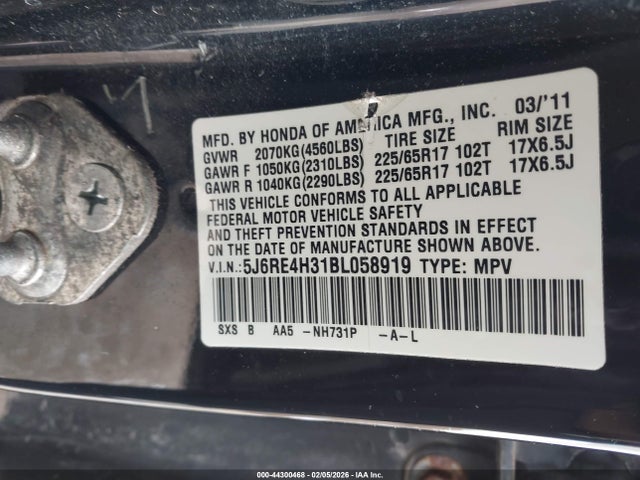 MFD. BY HONDA OF AMERICA MFG., INC. 03/'11
GVWR 2070KG(4560LBS) TIRE SIZE RIM SIZE
GAWR F 1050KG(2310LBS) 225/65R17 102T 17X6.5J
GAWR R 1040KG(2290LBS) 225/65R17 102T 17X6.5J
THIS VEHICLE CONFORMS TO ALL APPLICABLE
FEDERAL MOTOR VEHICLE SAFETY
AND THEFT PREVENTION STANDARDS IN EFFECT
ON THE DATE OF MANUFACTURE SHOWN ABOVE.
V.I.N.:5J6RE4H31BL058919 TYPE: MPV
SXS B AA5 -NH731P -A-L
000-44300468 - 02/05/2026 - IAA Inc.